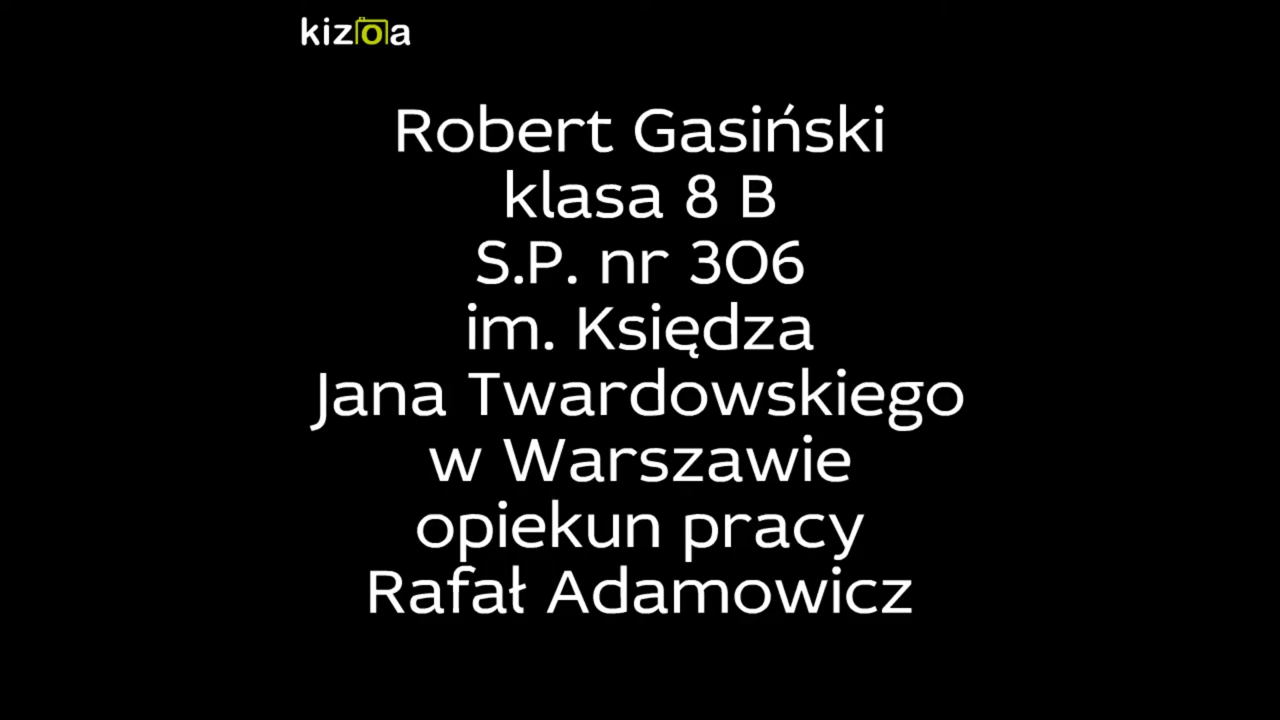 kizoa
Robert Gasiński
klasa 8 B
S.P. nr 306
im. Księdza
Jana Twardowskiego
w Warszawie
opiekun pracy
Rafał Adamowicz